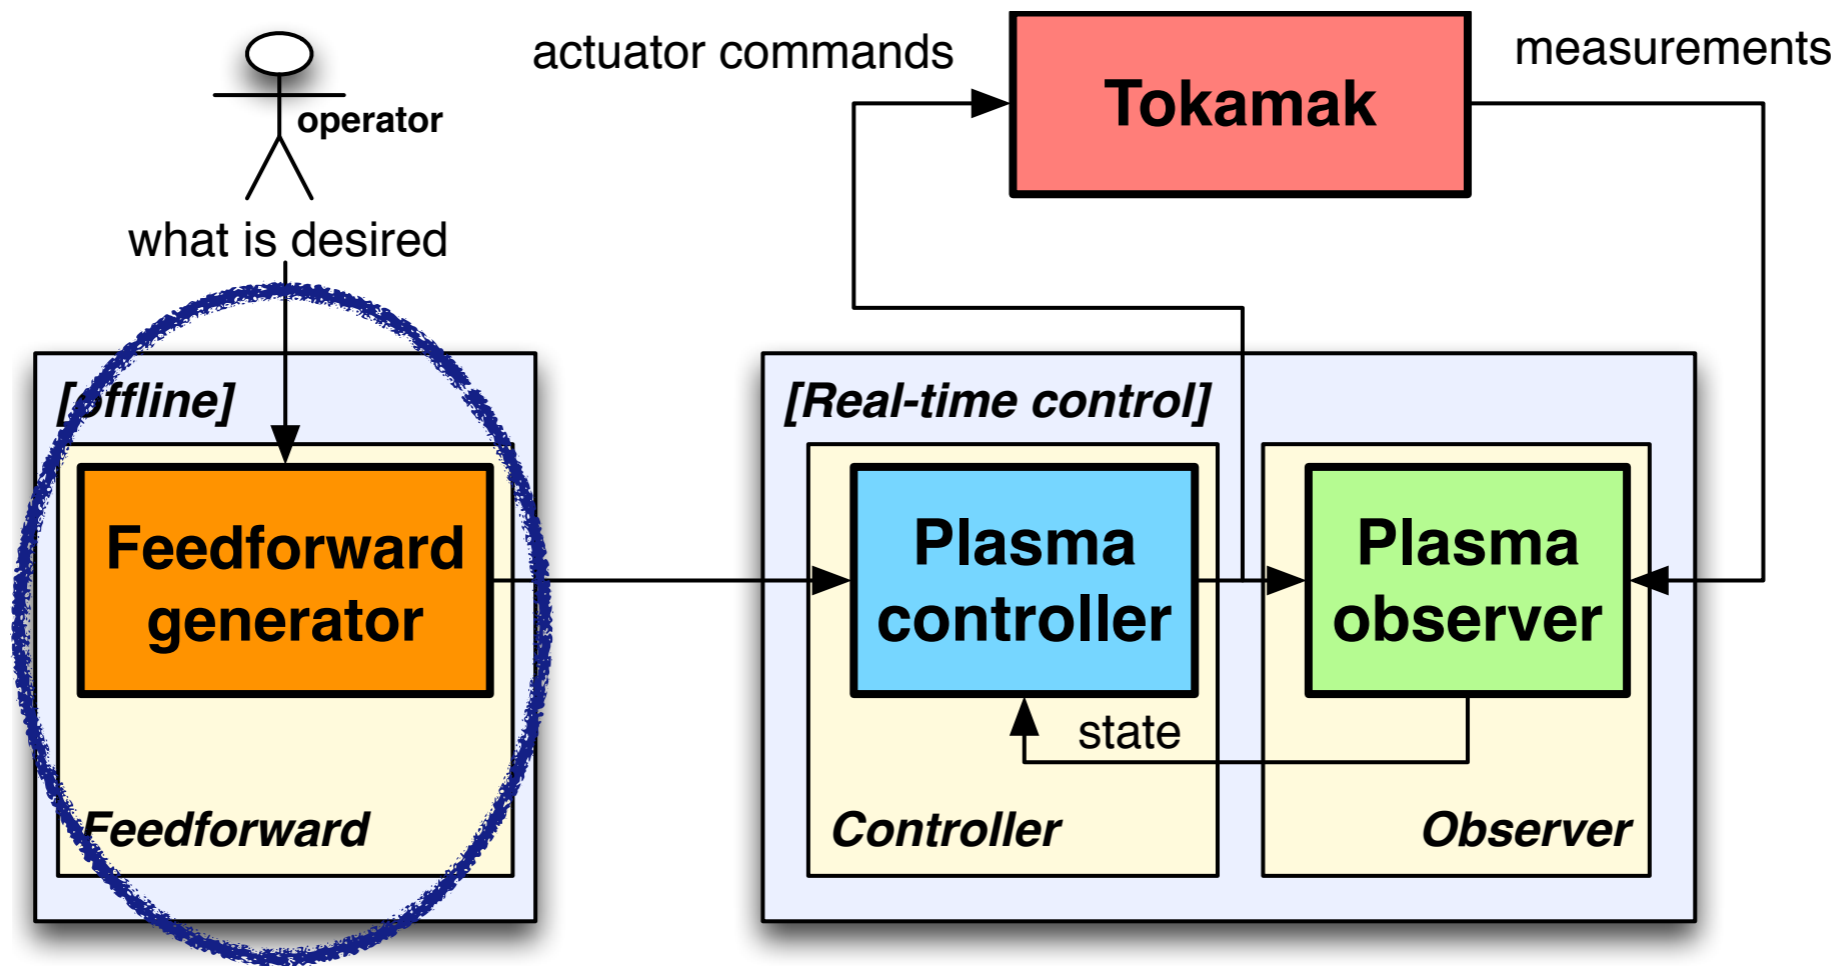 operator
what is desired
actuator commands
Tokamak
measurements
[offline]
Feedforward
generator
Feedforward
[Real-time control]
Plasma
controller
Plasma
observer
state
Controller
Observer